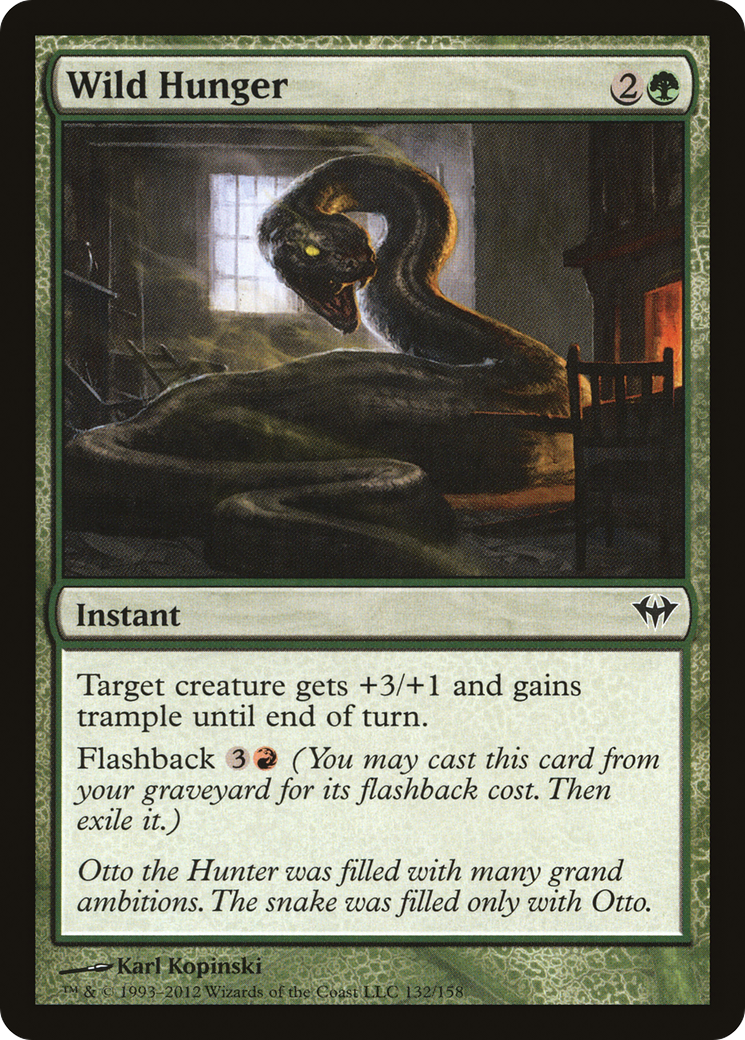 Wild Hunger 2
Instant
Target creature gets +3/+1 and gains
trample until end of turn.
Flashback 3 (You may cast this card from
your graveyard for its flashback cost. Then
exile it.)
Otto the Hunter was filled with many grand
ambitions. The snake was filled only with Otto.
Karl Kopinski
™ & © 1993–2012 Wizards of the Coast LLC 132/158